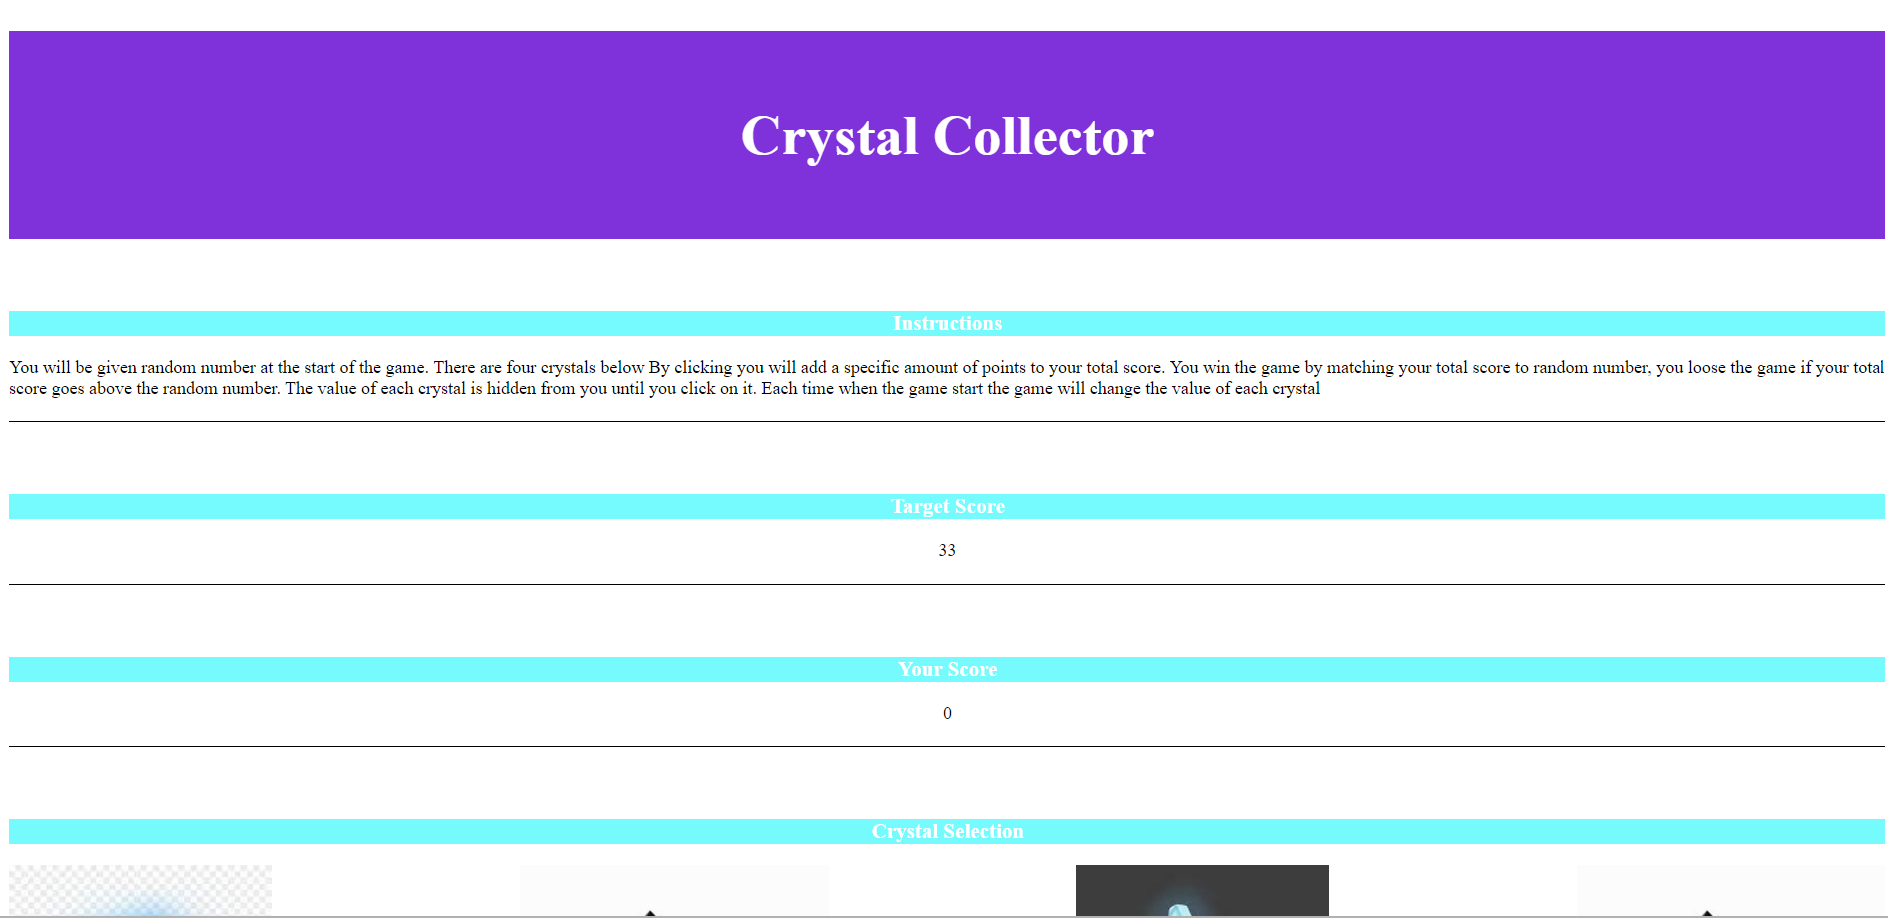 Crystal Collector
Instructions
You will be given random number at the start of the game. There are four crystals below By clicking you will add a specific amount of points to your total score. You win the game by matching your total score to random number, you loose the game if your total
score goes above the random number. The value of each crystal is hidden from you until you click on it. Each time when the game start the game will change the value of each crystal
Target Score
33
Your Score
0
Crystal Selection